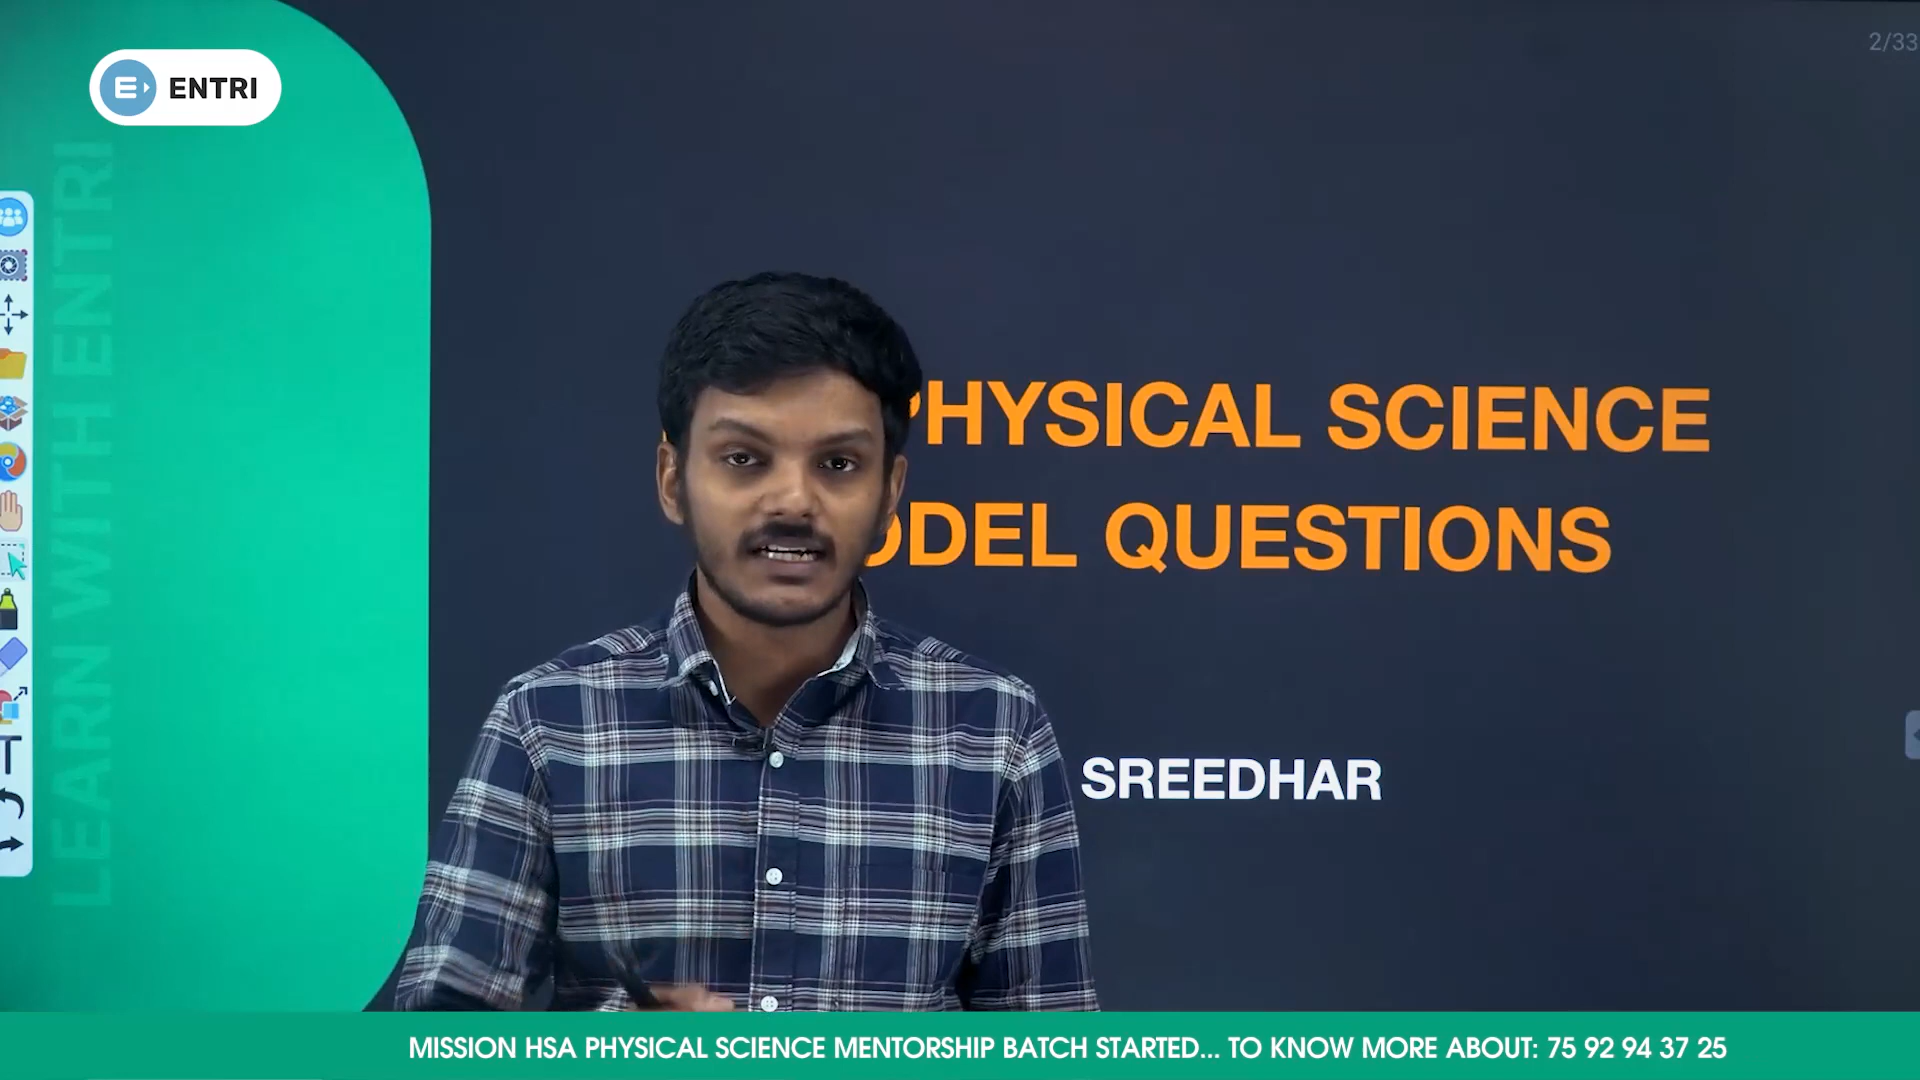 ENTRI
2/33
LEARN WITH ENTRI
PHYSICAL SCIENCE
QUESTIONS
SREEDHAR
MISSION HSA PHYSICAL SCIENCE MENTORSHIP BATCH STARTED... TO KNOW MORE ABOUT: 75 92 94 37 25